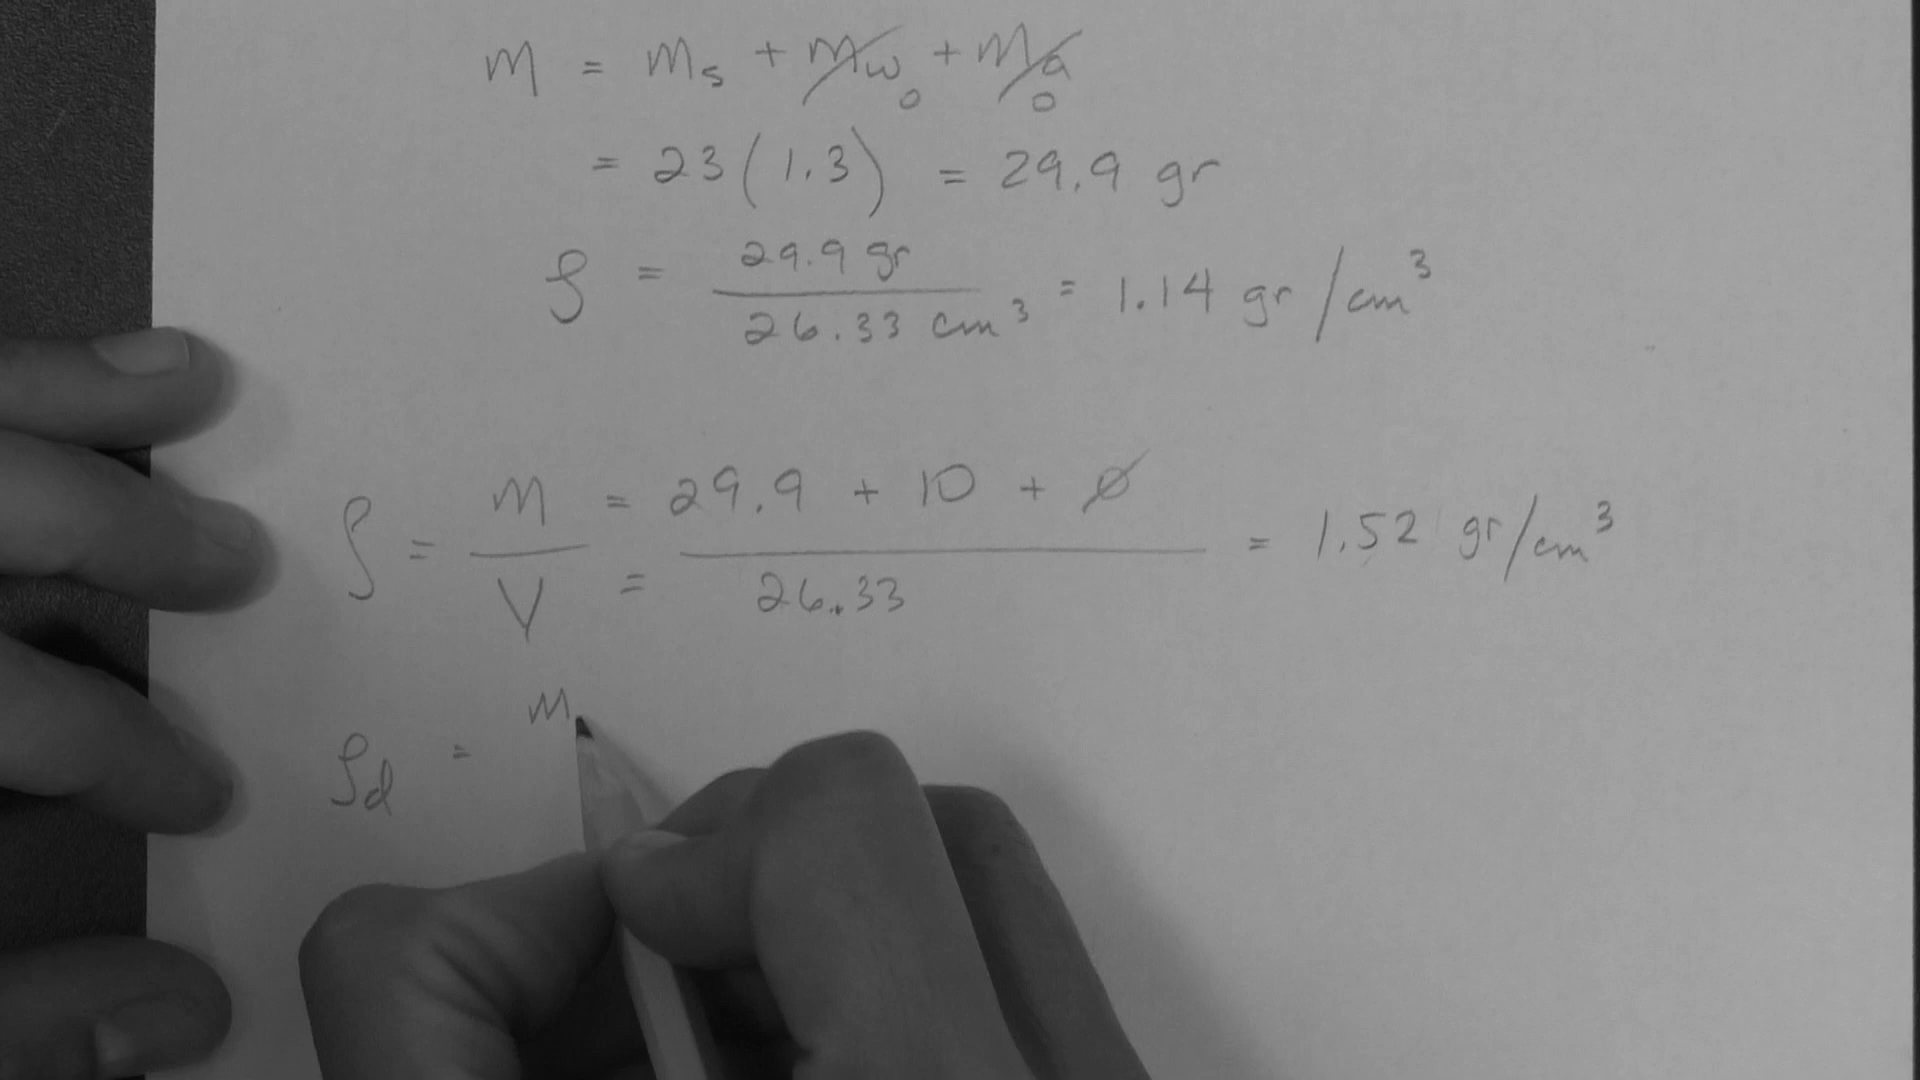 m = ms + mw 0 + ma 0
= 23 (1.3) = 29.9 gr
ρ = 29.9 gr / 26.33 cm³ = 1.14 gr/cm³
ρ = m / V = 29.9 + 10 + ∅ / = 26.33 = 1.52 gr/cm³
ρd = m